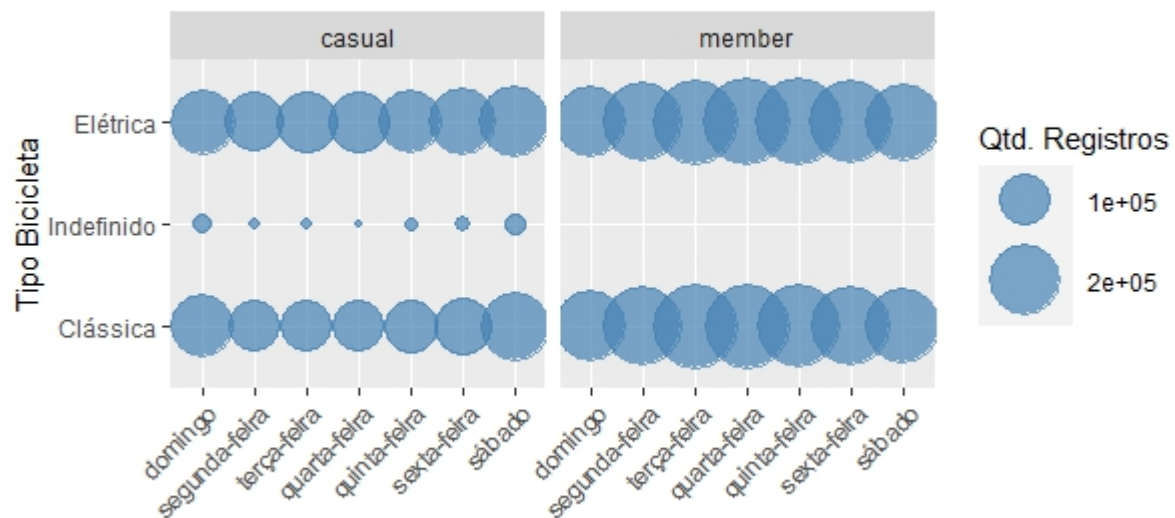 casual member
Elétrica
Indefinido
Clássica
Tipo Bicicleta
domingo segunda-feira terça-feira quarta-feira quinta-feira sexta-feira sábado domingo segunda-feira terça-feira quarta-feira quinta-feira sexta-feira sábado
Qtd. Registros
1e+05
2e+05